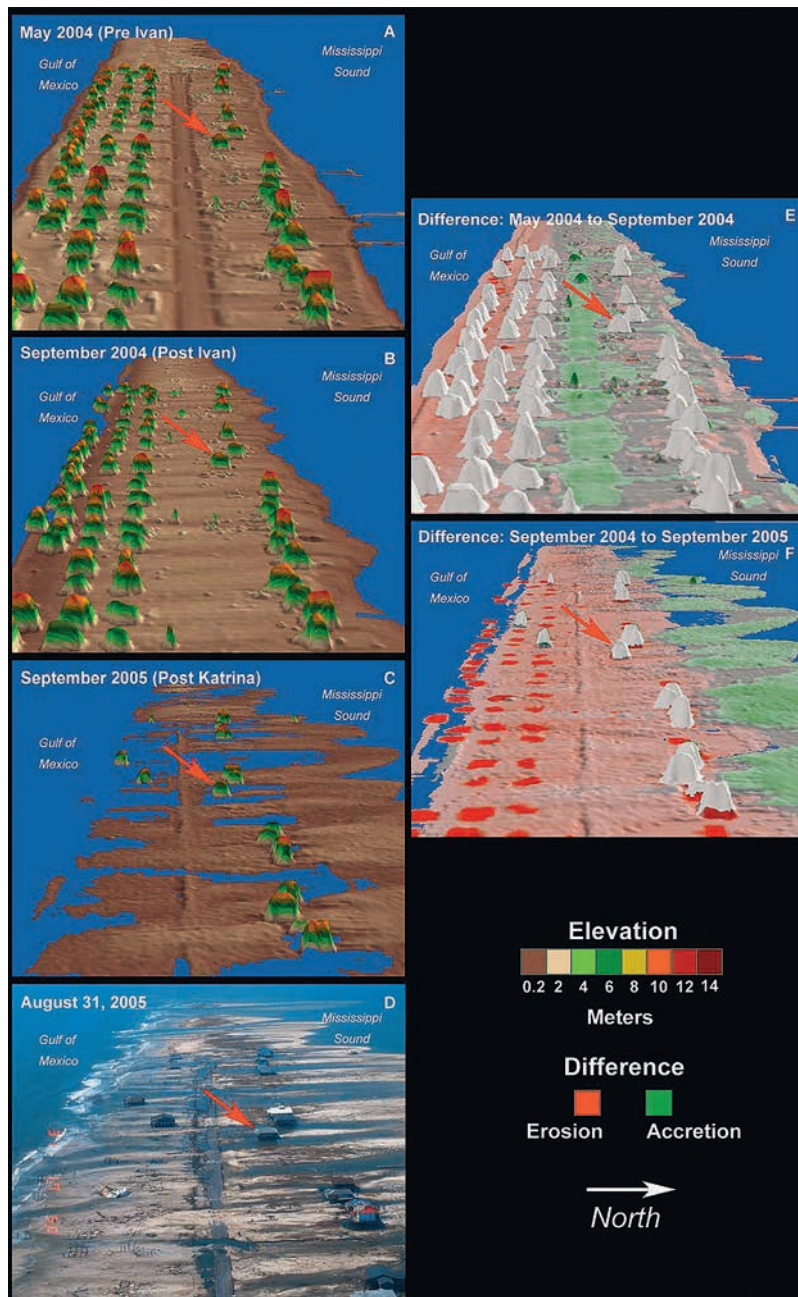 May 2004 (Pre Ivan)
A
Gulf of
Mexico
Mississippi
Sound
September 2004 (Post Ivan)
B
Gulf of
Mexico
Mississippi
Sound
September 2005 (Post Katrina)
C
Gulf of
Mexico
Mississippi
Sound
August 31, 2005
D
Gulf of
Mexico
Mississippi
Sound
Difference: May 2004 to September 2004
E
Gulf of
Mexico
Mississippi
Sound
Difference: September 2004 to September 2005
F
Gulf of
Mexico
Mississippi
Sound
Elevation
0.2 2 4 6 8 10 12 14
Meters
Difference
Erosion Accretion
North